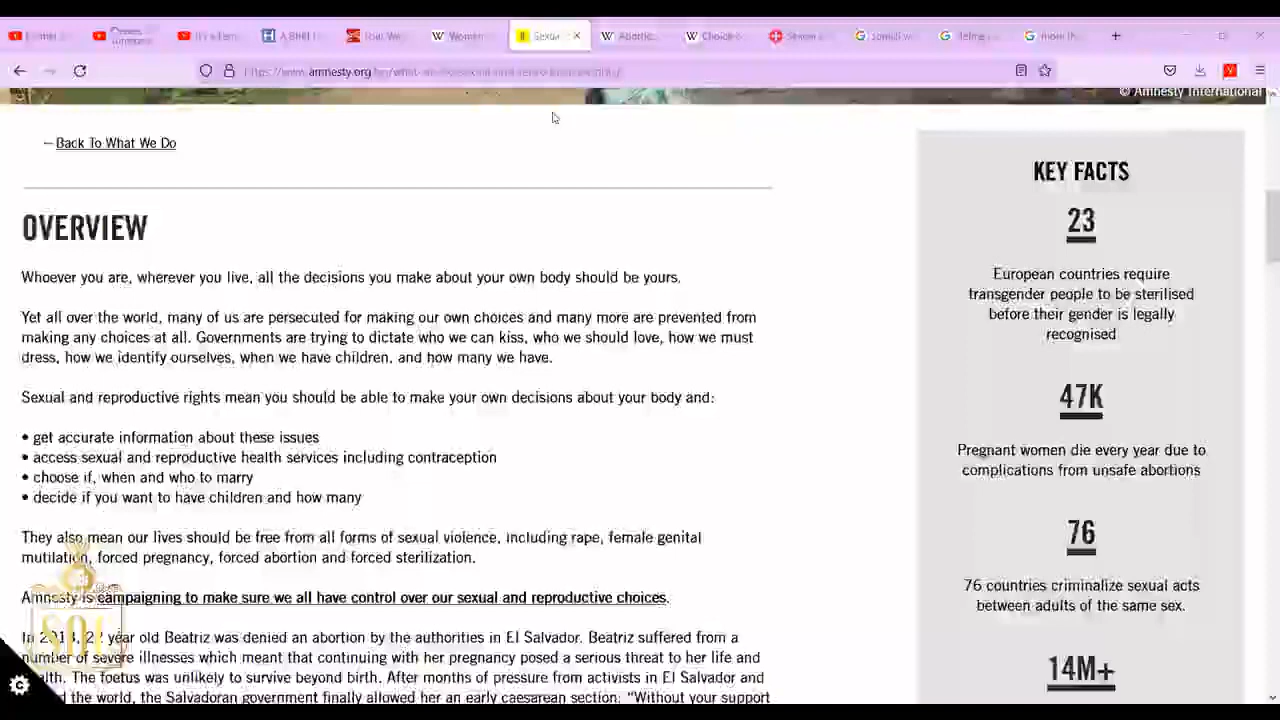 Sexu
Women
Abortic
Choice
© Amnesty International
← Back To What We Do
OVERVIEW
Whoever you are, wherever you live, all the decisions you make about your own body should be yours.
Yet all over the world, many of us are persecuted for making our own choices and many more are prevented from
making any choices at all. Governments are trying to dictate who we can kiss, who we should love, how we must
dress, how we identify ourselves, when we have children, and how many we have.
Sexual and reproductive rights mean you should be able to make your own decisions about your body and:
• get accurate information about these issues
• access sexual and reproductive health services including contraception
• choose if, when and who to marry
• decide if you want to have children and how many
They also mean our lives should be free from all forms of sexual violence, including rape, female genital
mutilation, forced pregnancy, forced abortion and forced sterilization.
Amnesty is campaigning to make sure we all have control over our sexual and reproductive choices.
In year old Beatriz was denied an abortion by the authorities in El Salvador. Beatriz suffered from a
number of severe illnesses which meant that continuing with her pregnancy posed a serious threat to her life and
The foetus was unlikely to survive beyond birth. After months of pressure from activists in El Salvador and
the world, the Salvadoran government finally allowed her an early caesarean section: "Without your support
KEY FACTS
23
European countries require
transgender people to be sterilised
before their gender is legally
recognised
47K
Pregnant women die every year due to
complications from unsafe abortions
76
76 countries criminalize sexual acts
between adults of the same sex.
14M+